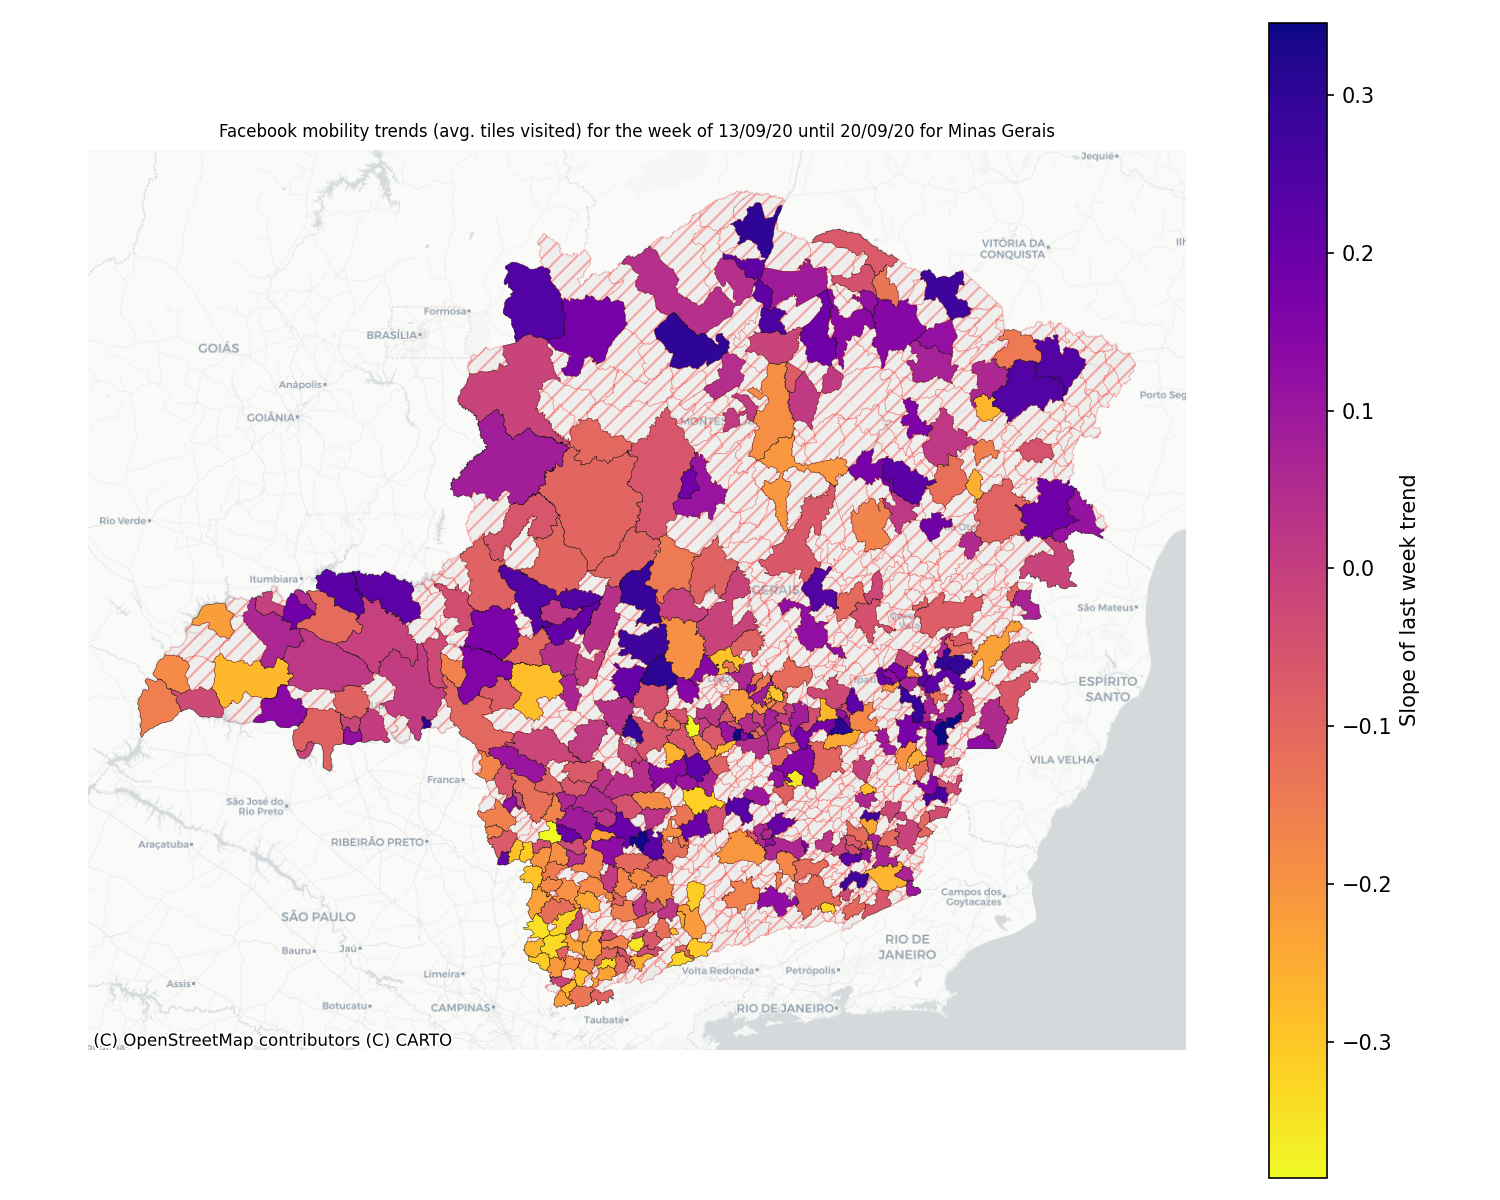 Facebook mobility trends (avg. tiles visited) for the week of 13/09/20 until 20/09/20 for Minas Gerais
Jequié
VITÓRIA DA
CONQUISTA
Formosa
BRASÍLIA
GOIÁS
Anápolis
GOIÂNIA
Porto Seg
MONTES
Rio Verde
Itumbiara
GERAIS
São Mateus
ESPÍRITO
SANTO
VILA VELHA
Franca
São José do
Rio Preto
RIBEIRÃO PRETO
Araçatuba
Campos dos
Goytacazes
SÃO PAULO
Bauru
Jaú
RIO DE
JANEIRO
Limeira
Volta Redonda
Petrópolis
Assis
Botucatu
CAMPINAS
RIO DE JANEIRO
Taubaté
(C) OpenStreetMap contributors (C) CARTO
0.3
0.2
0.1
0.0
−0.1
−0.2
−0.3
Slope of last week trend